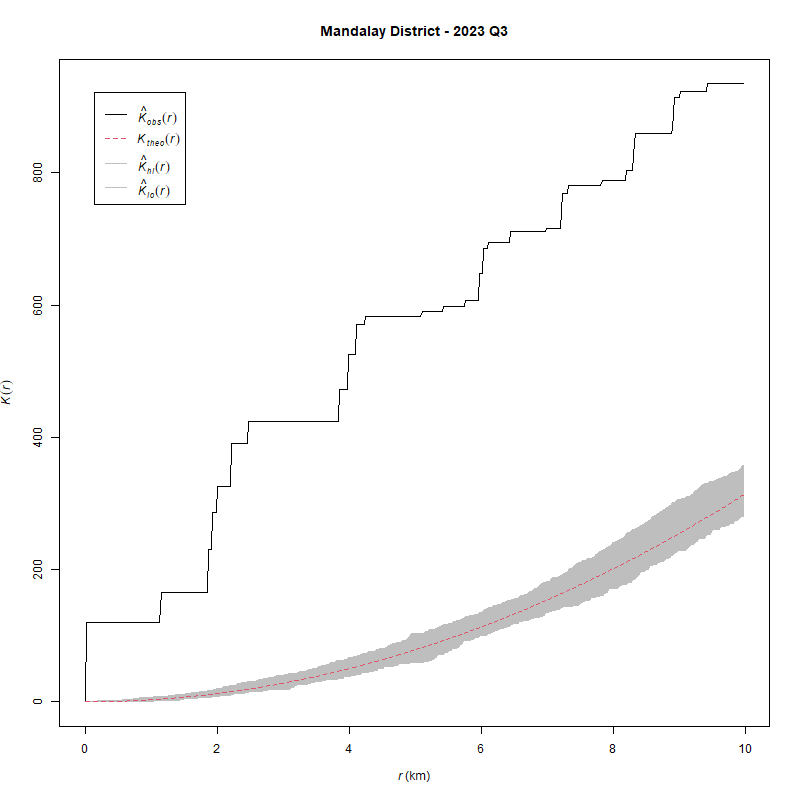 Mandalay District - 2023 Q3
K̂obs(r)
Ktheo(r)
K̂hi(r)
K̂lo(r)
K(r)
800
600
400
200
0
0 2 4 6 8 10
r (km)